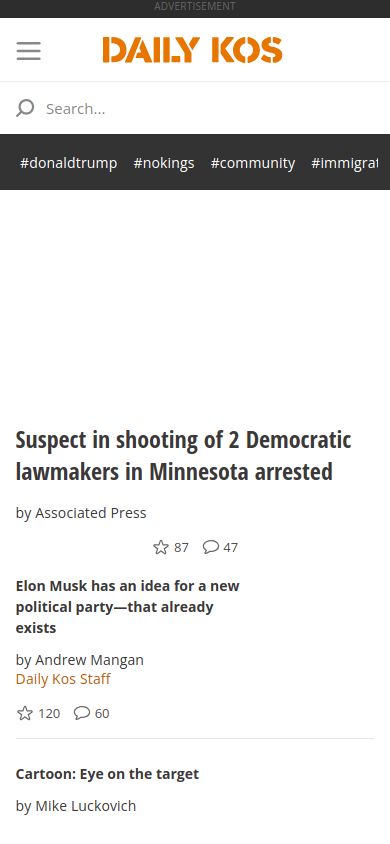 ADVERTISEMENT
DAILY KOS
Search...
#donaldtrump #nokings #community #immigrat
Suspect in shooting of 2 Democratic
lawmakers in Minnesota arrested
by Associated Press
87 47
Elon Musk has an idea for a new
political party—that already
exists
by Andrew Mangan
Daily Kos Staff
120 60
Cartoon: Eye on the target
by Mike Luckovich